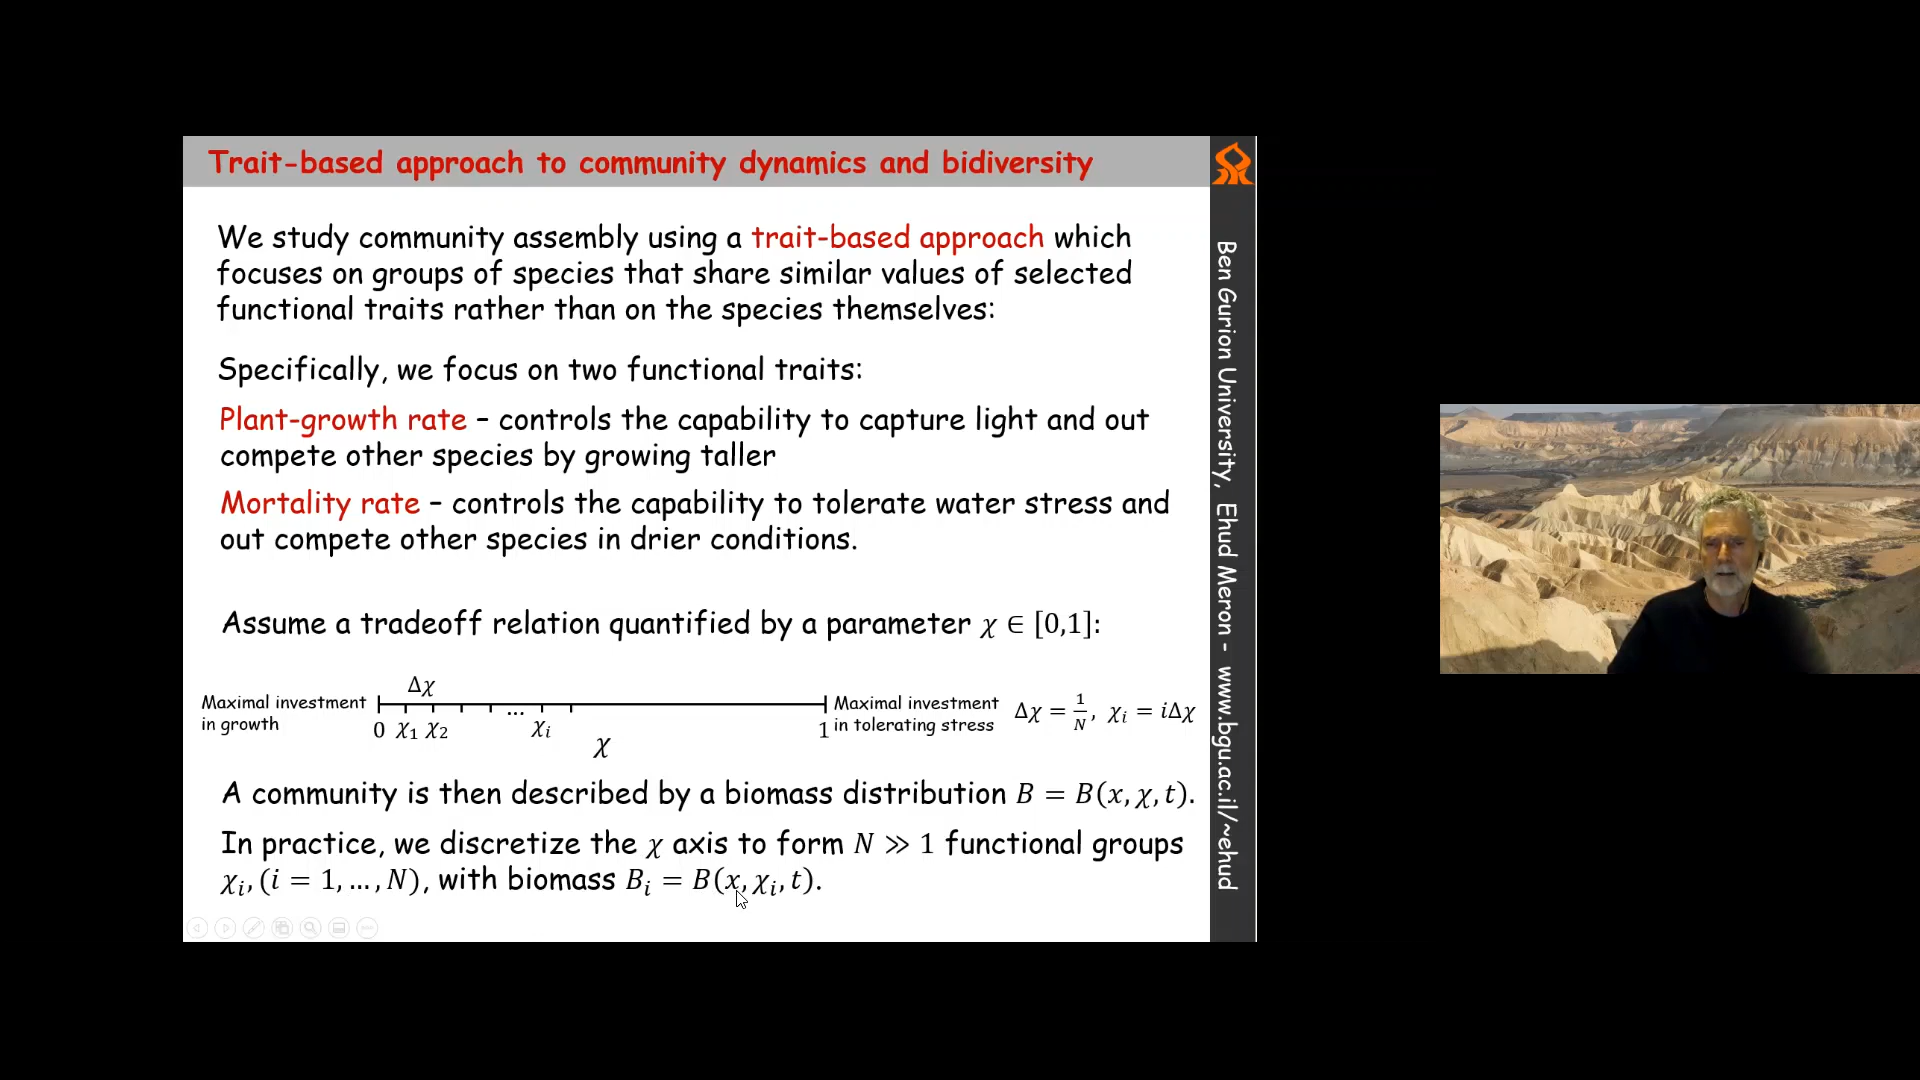 Trait-based approach to community dynamics and bidiversity
We study community assembly using a trait-based approach which
focuses on groups of species that share similar values of selected
functional traits rather than on the species themselves:
Specifically, we focus on two functional traits:
Plant-growth rate – controls the capability to capture light and out
compete other species by growing taller
Mortality rate – controls the capability to tolerate water stress and
out compete other species in drier conditions.
Assume a tradeoff relation quantified by a parameter χ ∈ [0,1]:
Δχ
Maximal investment
in growth
0 χ₁ χ₂ ... χᵢ 1
χ
Maximal investment
in tolerating stress
Δχ = 1/N, χᵢ = iΔχ
A community is then described by a biomass distribution B = B(x, χ, t).
In practice, we discretize the χ axis to form N ≫ 1 functional groups
χᵢ, (i = 1, … , N), with biomass Bᵢ = B(x, χᵢ, t).
Ben Gurion University, Ehud Meron - www.bgu.ac.il/~ehud